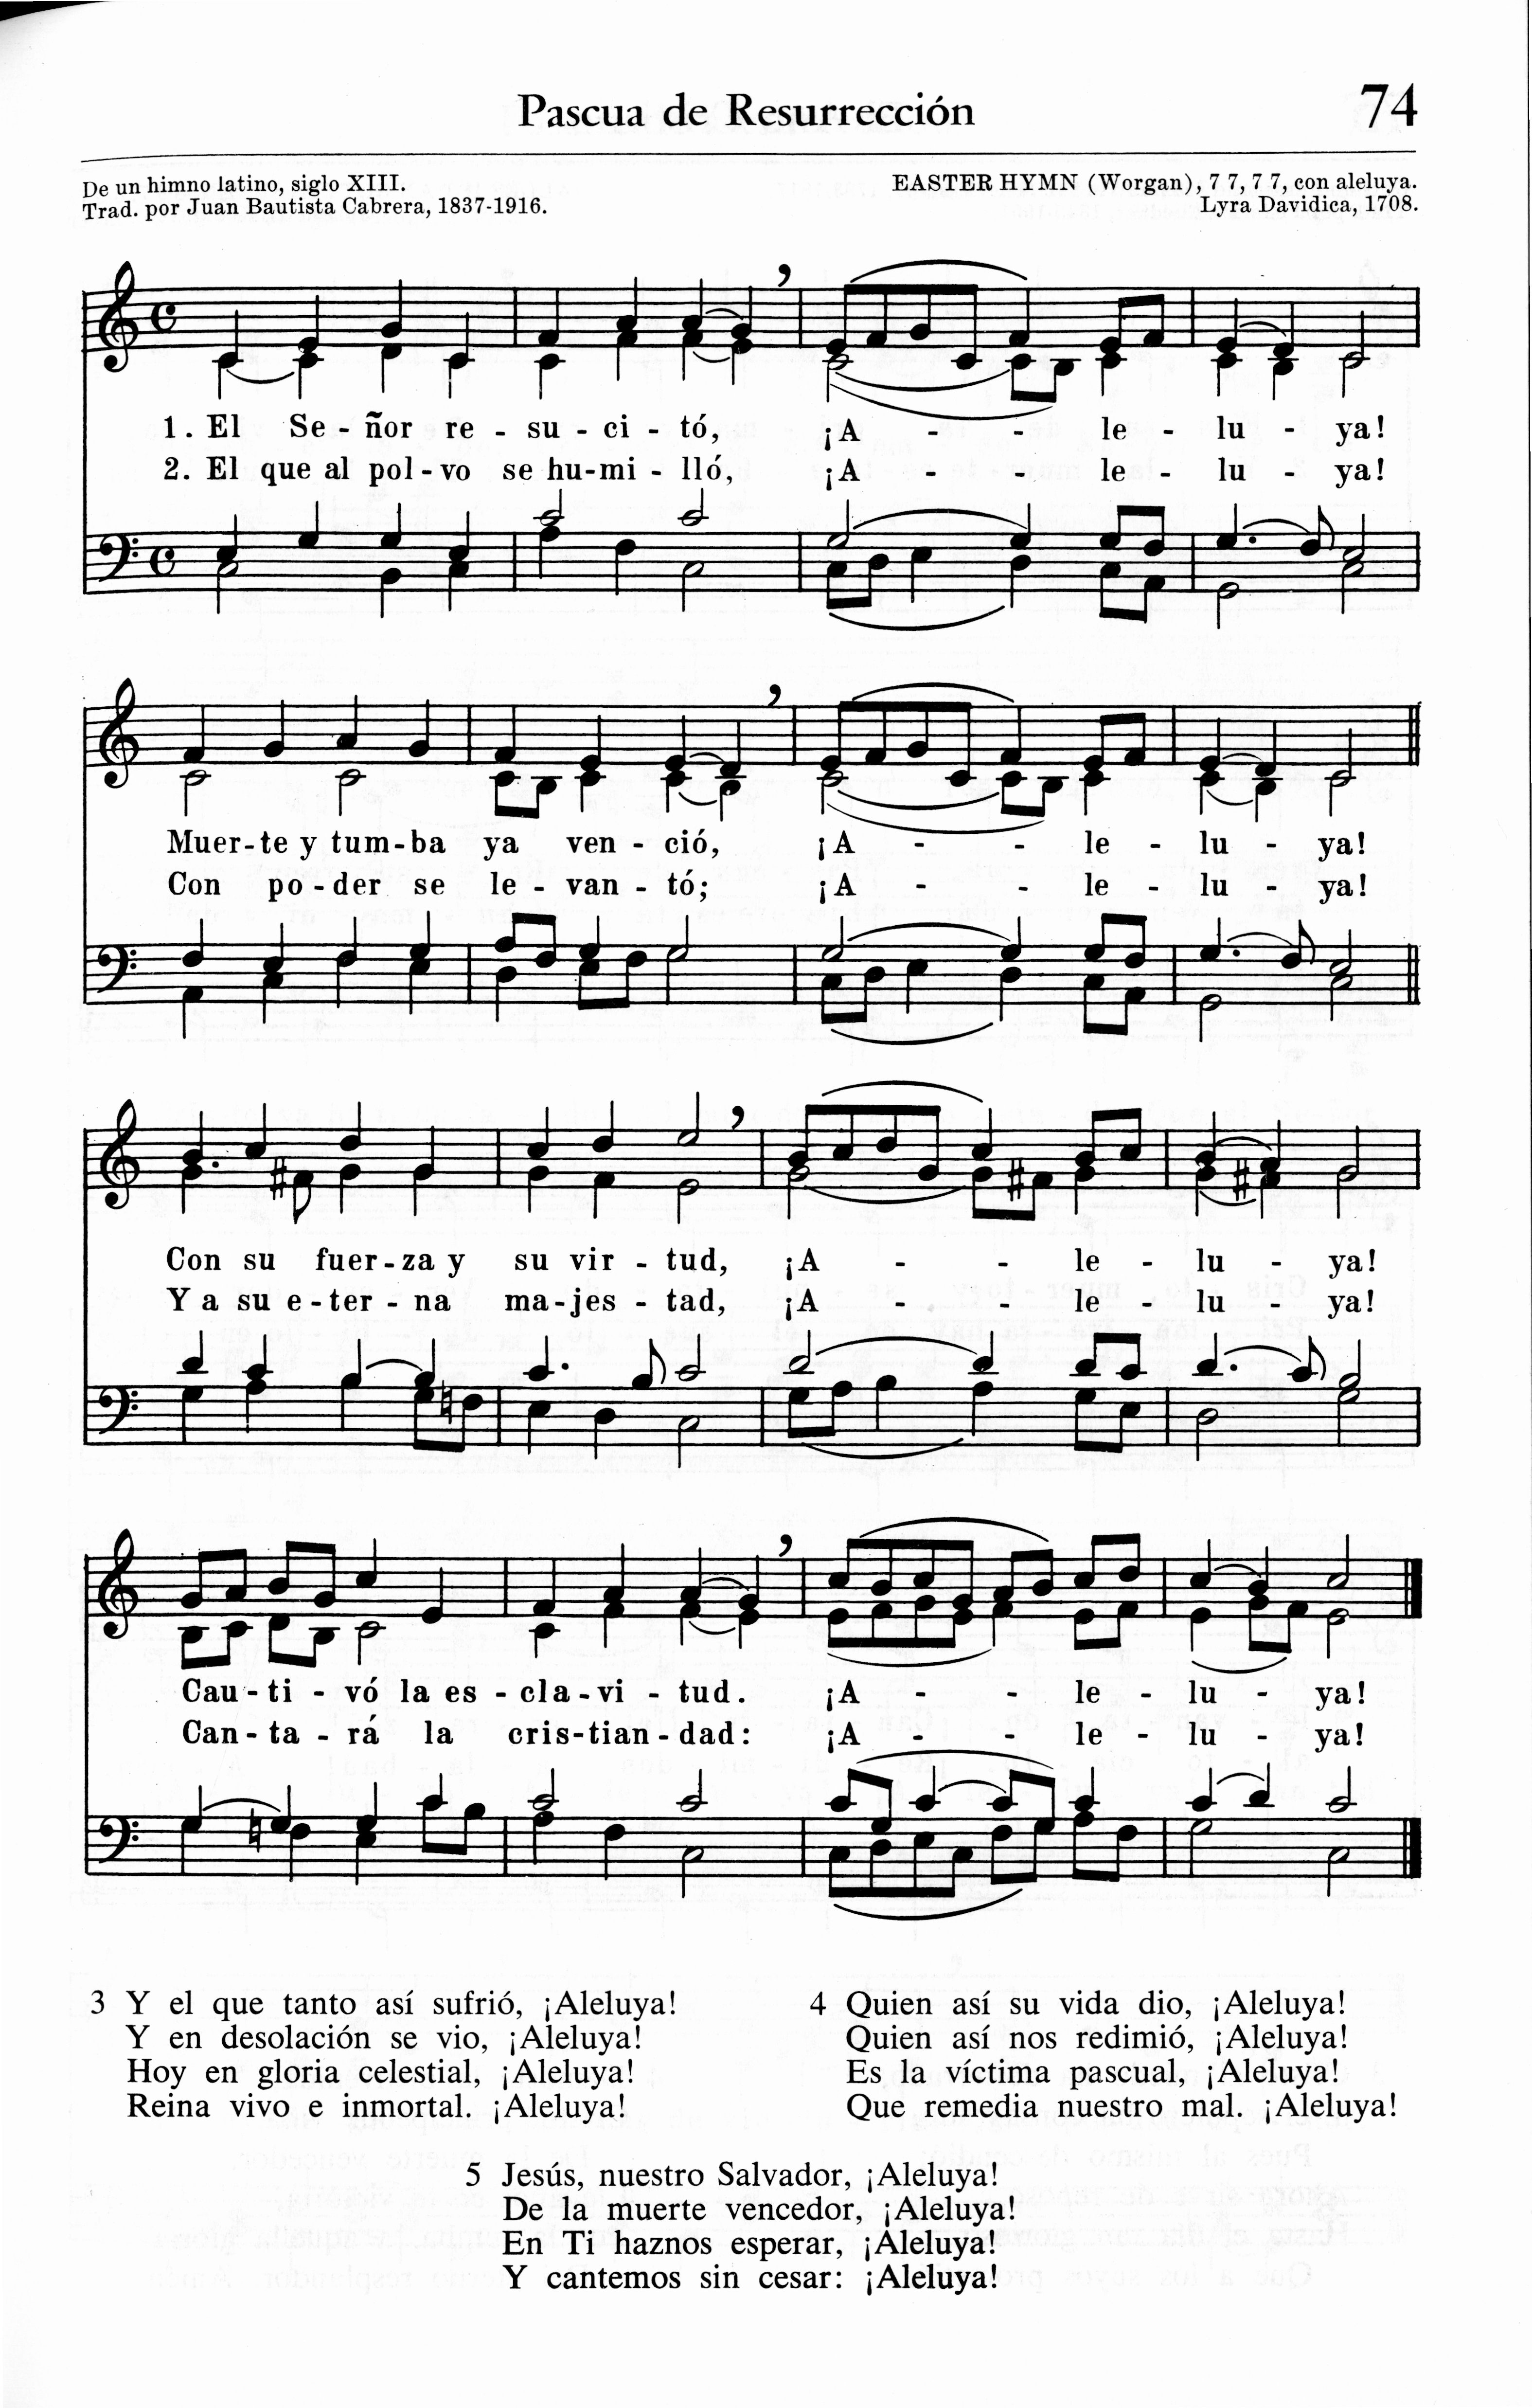 Pascua de Resurrección 74
De un himno latino, siglo XIII.
Trad. por Juan Bautista Cabrera, 1837-1916.
EASTER HYMN (Worgan), 7 7, 7 7, con aleluya.
Lyra Davidica, 1708.
1. El Se - ñor re - su - ci - tó, ¡A - - le - lu - ya!
2. El que al pol - vo se hu-mi - lló, ¡A - - le - lu - ya!
Muer-te y tum-ba ya ven - ció, ¡A - - le - lu - ya!
Con po-der se le - van - tó; ¡A - - le - lu - ya!
Con su fuer-za y su vir - tud, ¡A - - le - lu - ya!
Y a su e-ter - na ma-jes - tad, ¡A - - le - lu - ya!
Cau-ti - vó la es - cla-vi - tud. ¡A - - le - lu - ya!
Can-ta - rá la cris-tian-dad: ¡A - - le - lu - ya!
3 Y el que tanto así sufrió, ¡Aleluya!
Y en desolación se vio, ¡Aleluya!
Hoy en gloria celestial, ¡Aleluya!
Reina vivo e inmortal. ¡Aleluya!
4 Quien así su vida dio, ¡Aleluya!
Quien así nos redimió, ¡Aleluya!
Es la víctima pascual, ¡Aleluya!
Que remedia nuestro mal. ¡Aleluya!
5 Jesús, nuestro Salvador, ¡Aleluya!
De la muerte vencedor, ¡Aleluya!
En Ti haznos esperar, ¡Aleluya!
Y cantemos sin cesar: ¡Aleluya!